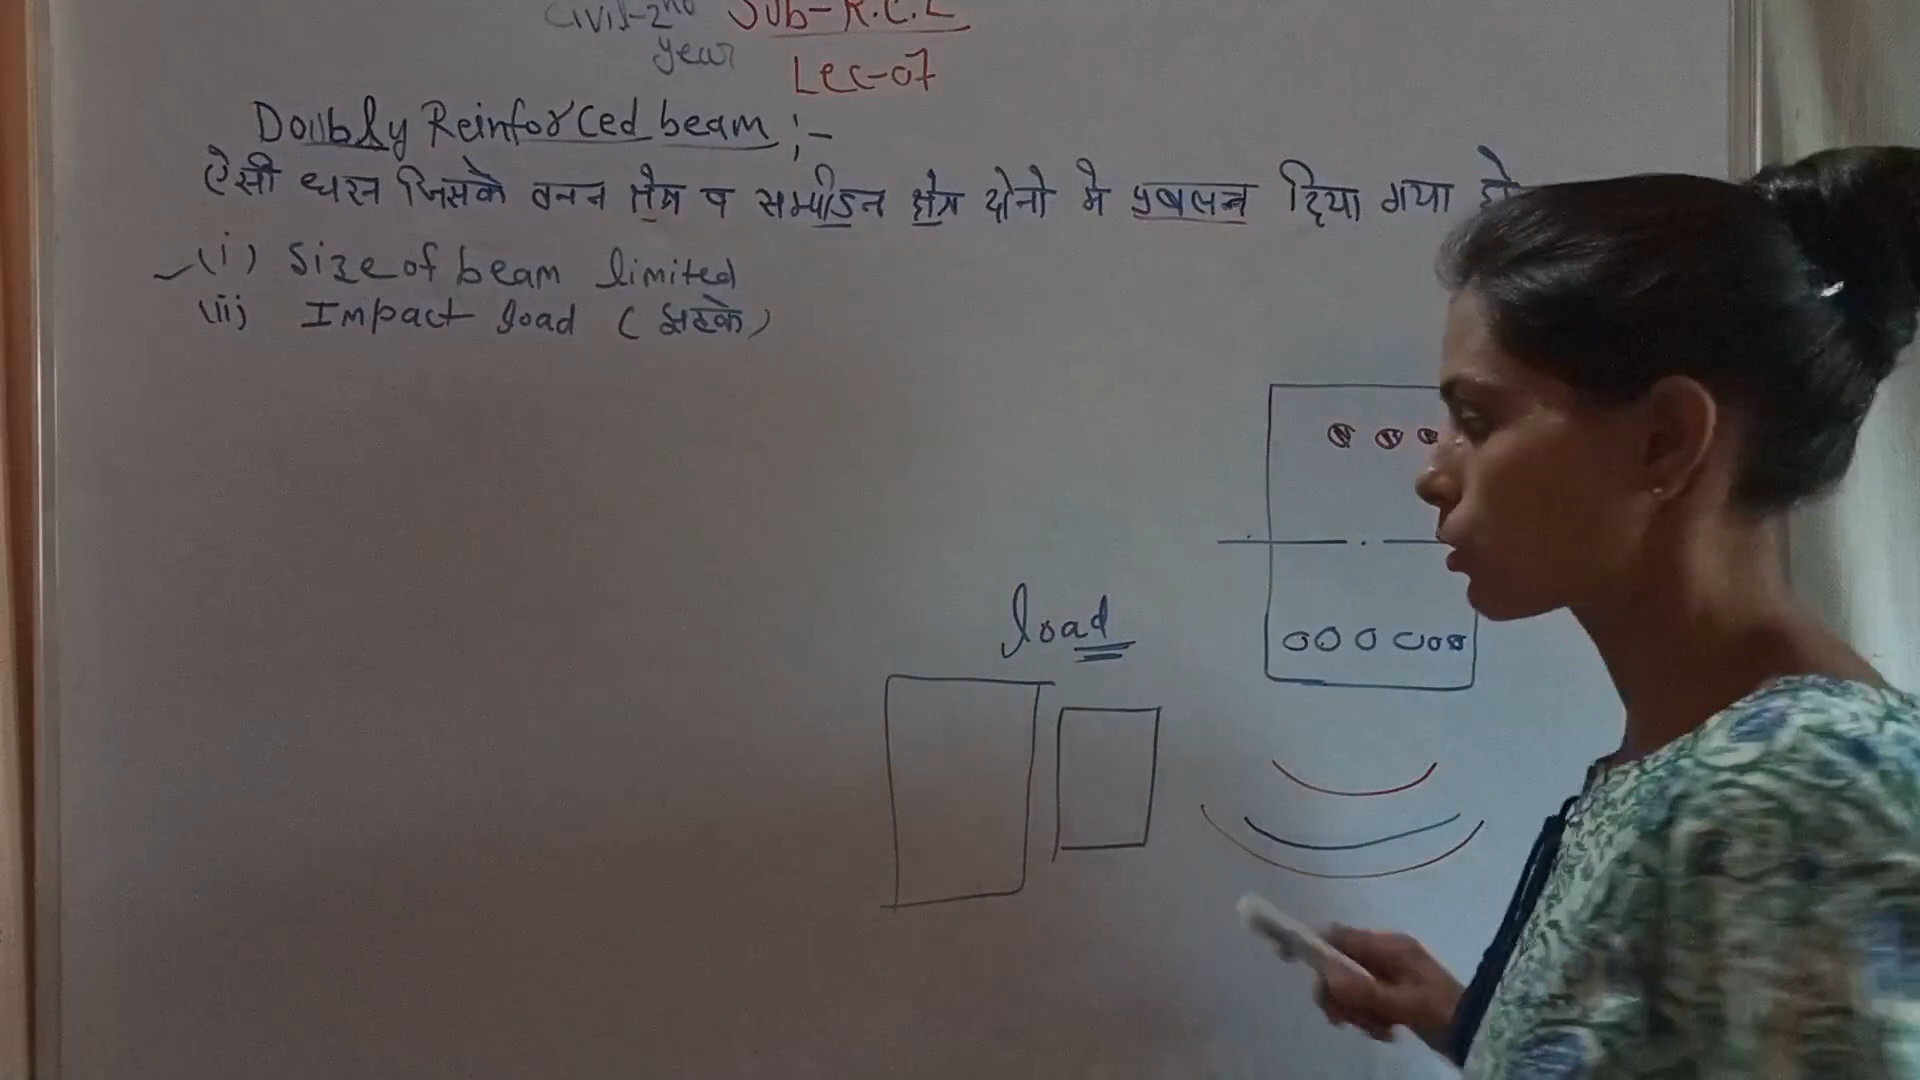 Civil-2nd Sub-R.C.C
year Lec-07
Doubly Reinforced beam :-
ऐसी धरन जिसके तनन क्षेत्र व सम्पीडन क्षेत्र दोनो मे प्रबलन दिया गया हो
(i) Size of beam limited
(ii) Impact load (झटके)
load